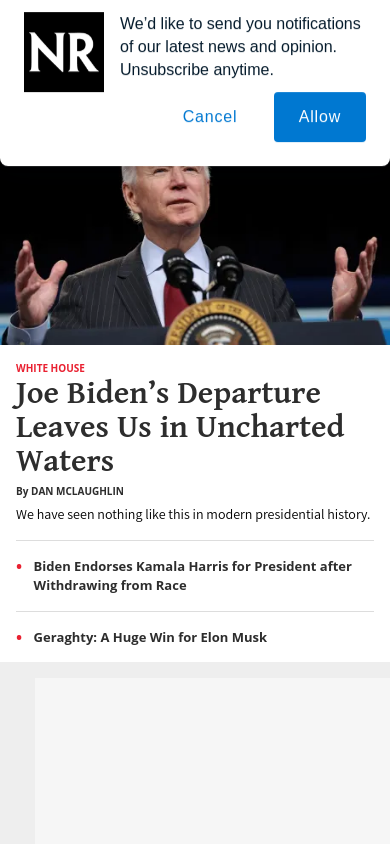 NR
We'd like to send you notifications
of our latest news and opinion.
Unsubscribe anytime.
Cancel
Allow
WHITE HOUSE
Joe Biden’s Departure
Leaves Us in Uncharted
Waters
By DAN MCLAUGHLIN
We have seen nothing like this in modern presidential history.
• Biden Endorses Kamala Harris for President after
Withdrawing from Race
• Geraghty: A Huge Win for Elon Musk